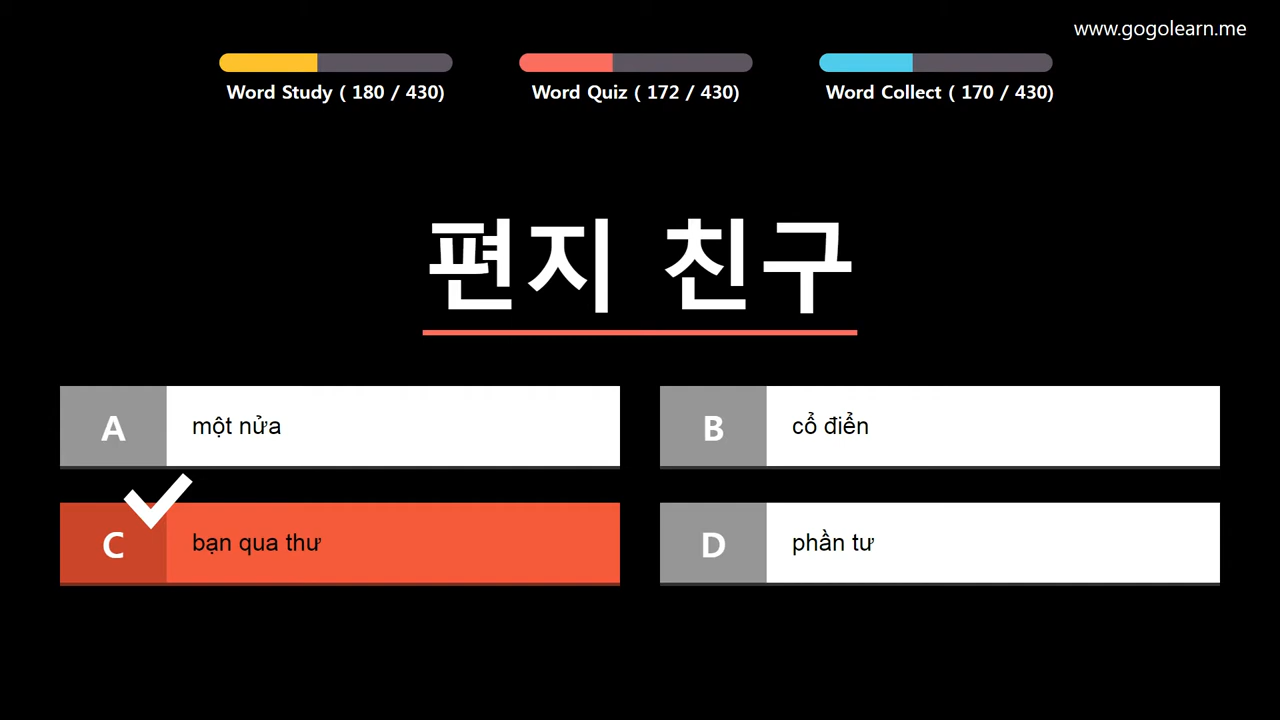 www.gogolearn.me
Word Study ( 180 / 430)
Word Quiz ( 172 / 430)
Word Collect ( 170 / 430)
편지 친구
A
một nửa
B
cổ điển
C
bạn qua thư
D
phần tư